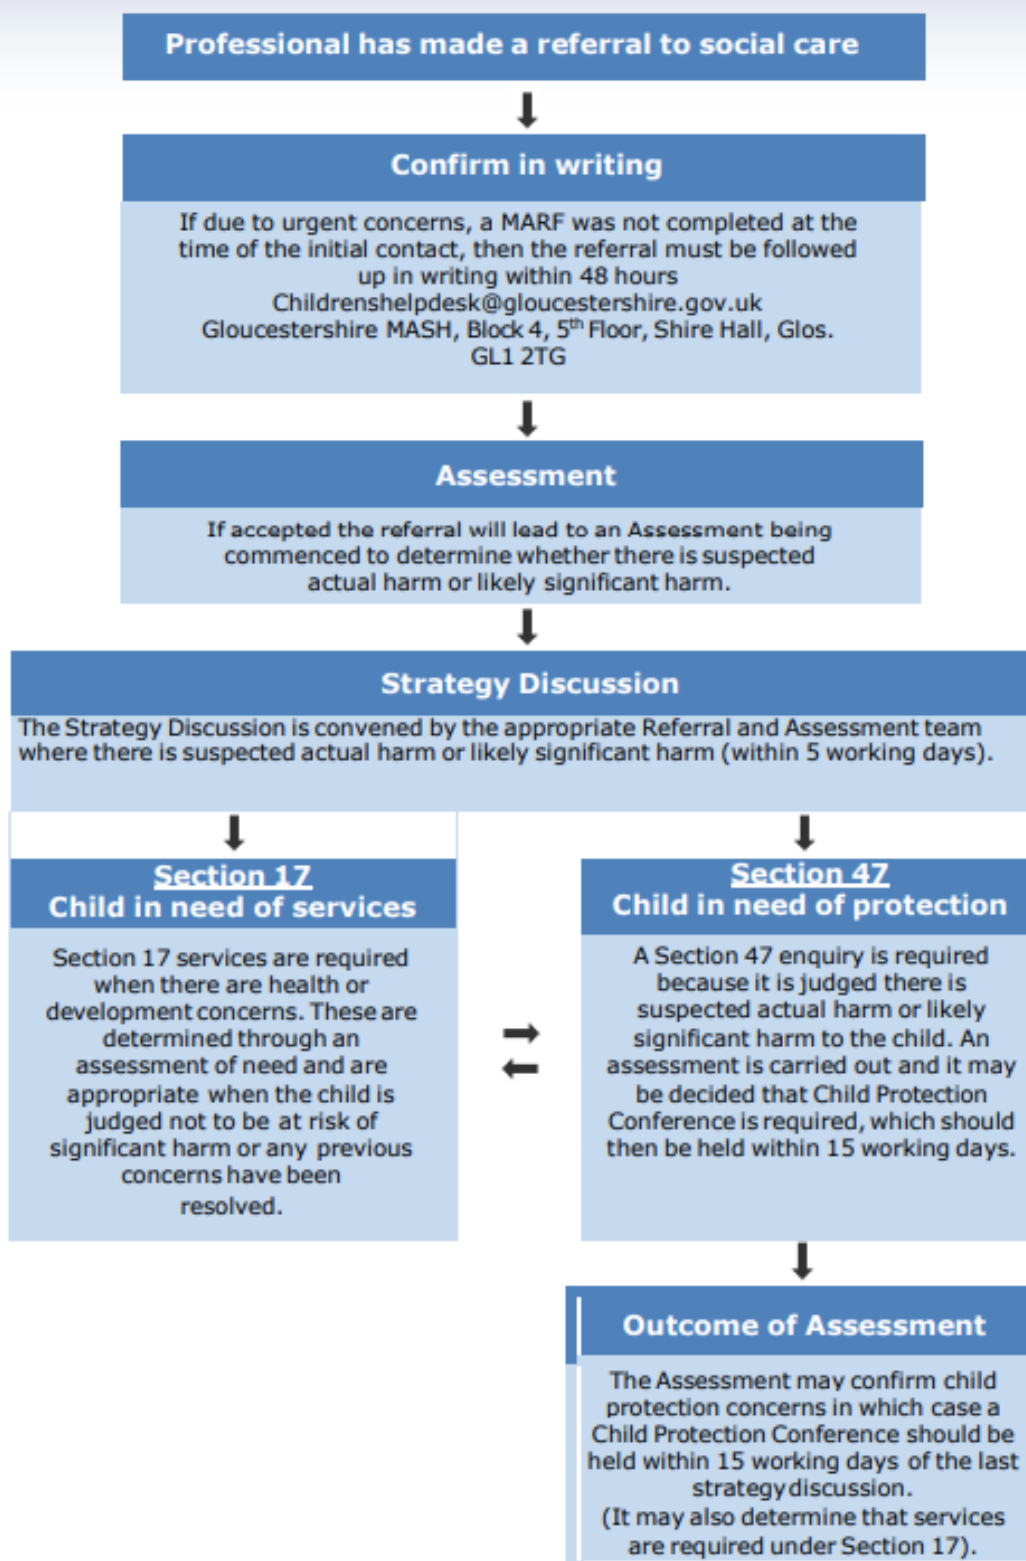 Professional has made a referral to social care
Confirm in writing
If due to urgent concerns, a MARF was not completed at the
time of the initial contact, then the referral must be followed
up in writing within 48 hours
Childrenshelpdesk@gloucestershire.gov.uk
Gloucestershire MASH, Block 4, 5th Floor, Shire Hall, Glos.
GL1 2TG
Assessment
If accepted the referral will lead to an Assessment being
commenced to determine whether there is suspected
actual harm or likely significant harm.
Strategy Discussion
The Strategy Discussion is convened by the appropriate Referral and Assessment team
where there is suspected actual harm or likely significant harm (within 5 working days).
Section 17
Child in need of services
Section 17 services are required
when there are health or
development concerns. These are
determined through an
assessment of need and are
appropriate when the child is
judged not to be at risk of
significant harm or any previous
concerns have been
resolved.
Section 47
Child in need of protection
A Section 47 enquiry is required
because it is judged there is
suspected actual harm or likely
significant harm to the child. An
assessment is carried out and it may
be decided that Child Protection
Conference is required, which should
then be held within 15 working days.
Outcome of Assessment
The Assessment may confirm child
protection concerns in which case a
Child Protection Conference should be
held within 15 working days of the last
strategy discussion.
(It may also determine that services
are required under Section 17).